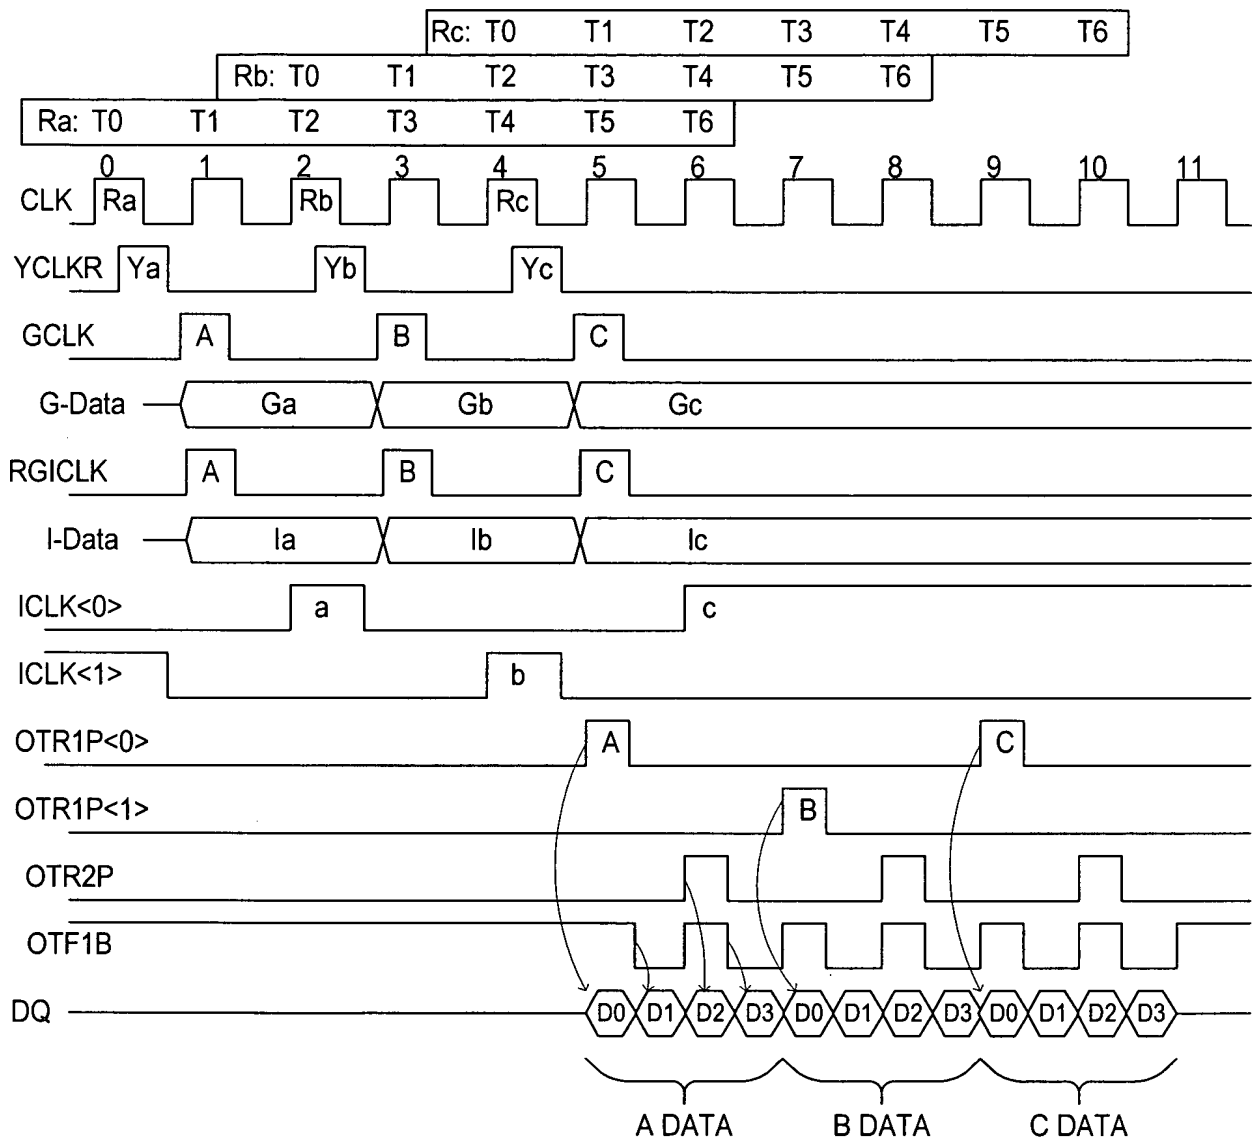 Rc: T0 T1 T2 T3 T4 T5 T6
Rb: T0 T1 T2 T3 T4 T5 T6
Ra: T0 T1 T2 T3 T4 T5 T6
0 1 2 3 4 5 6 7 8 9 10 11
CLK Ra Rb Rc
YCLKR Ya Yb Yc
GCLK A B C
G-Data Ga Gb Gc
RGICLK A B C
I-Data Ia Ib Ic
ICLK<0> a c
ICLK<1> b
OTR1P<0> A C
OTR1P<1> B
OTR2P
OTF1B
DQ D0 D1 D2 D3 D0 D1 D2 D3 D0 D1 D2 D3
A DATA B DATA C DATA